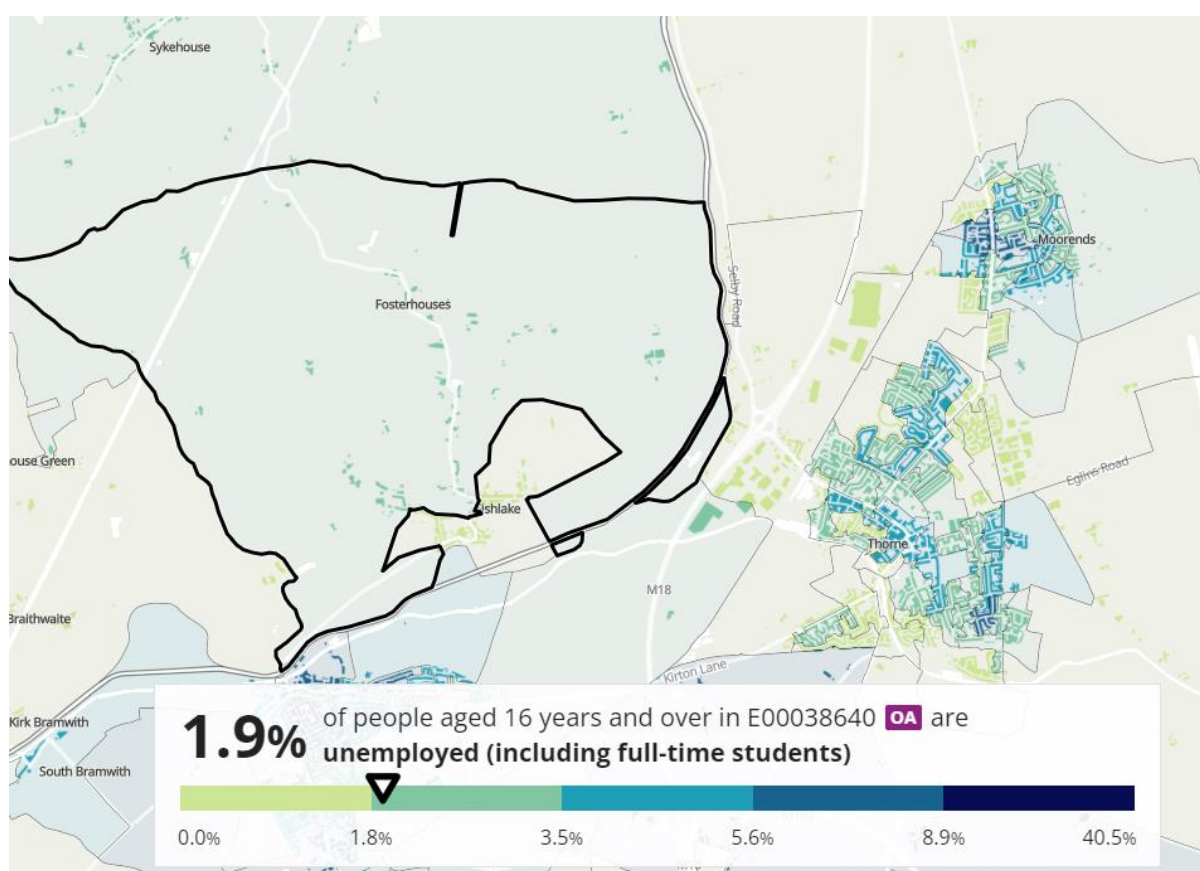 Sykehouse
Moorends
Selby Road
Fosterhouses
ouse Green
Eglins Road
ishlake
Thorne
M18
Braithwaite
Kirton Lane
Kirk Bramwith
South Bramwith
1.9% of people aged 16 years and over in E00038640 OA are
unemployed (including full-time students)
0.0% 1.8% 3.5% 5.6% 8.9% 40.5%